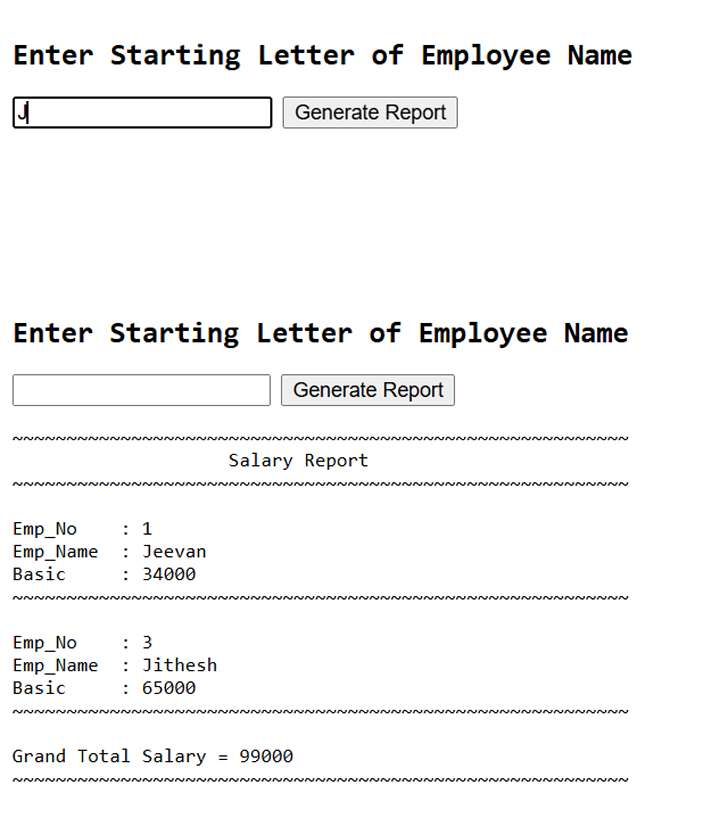 Enter Starting Letter of Employee Name
J Generate Report
Enter Starting Letter of Employee Name
Generate Report
~~~~~~~~~~~~~~~~~~~~~~~~~~~~~~~~~~~~~~~~~~~~~~~~~~~~~~~~~
Salary Report
~~~~~~~~~~~~~~~~~~~~~~~~~~~~~~~~~~~~~~~~~~~~~~~~~~~~~~~~~
Emp_No    : 1
Emp_Name  : Jeevan
Basic     : 34000
~~~~~~~~~~~~~~~~~~~~~~~~~~~~~~~~~~~~~~~~~~~~~~~~~~~~~~~~~
Emp_No    : 3
Emp_Name  : Jithesh
Basic     : 65000
~~~~~~~~~~~~~~~~~~~~~~~~~~~~~~~~~~~~~~~~~~~~~~~~~~~~~~~~~
Grand Total Salary = 99000
~~~~~~~~~~~~~~~~~~~~~~~~~~~~~~~~~~~~~~~~~~~~~~~~~~~~~~~~~